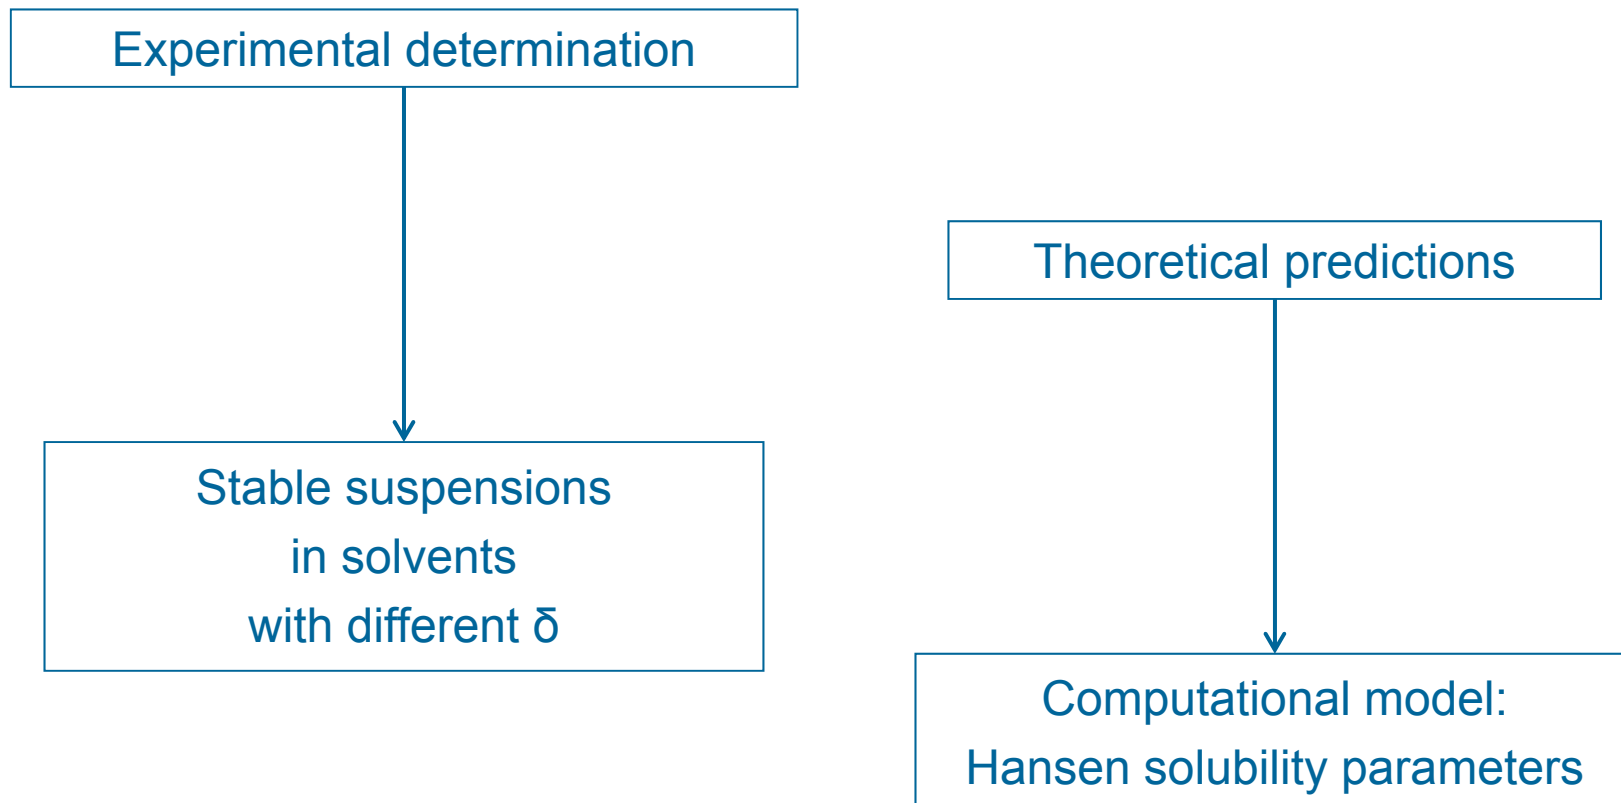 Experimental determination
Stable suspensions
in solvents
with different δ
Theoretical predictions
Computational model:
Hansen solubility parameters